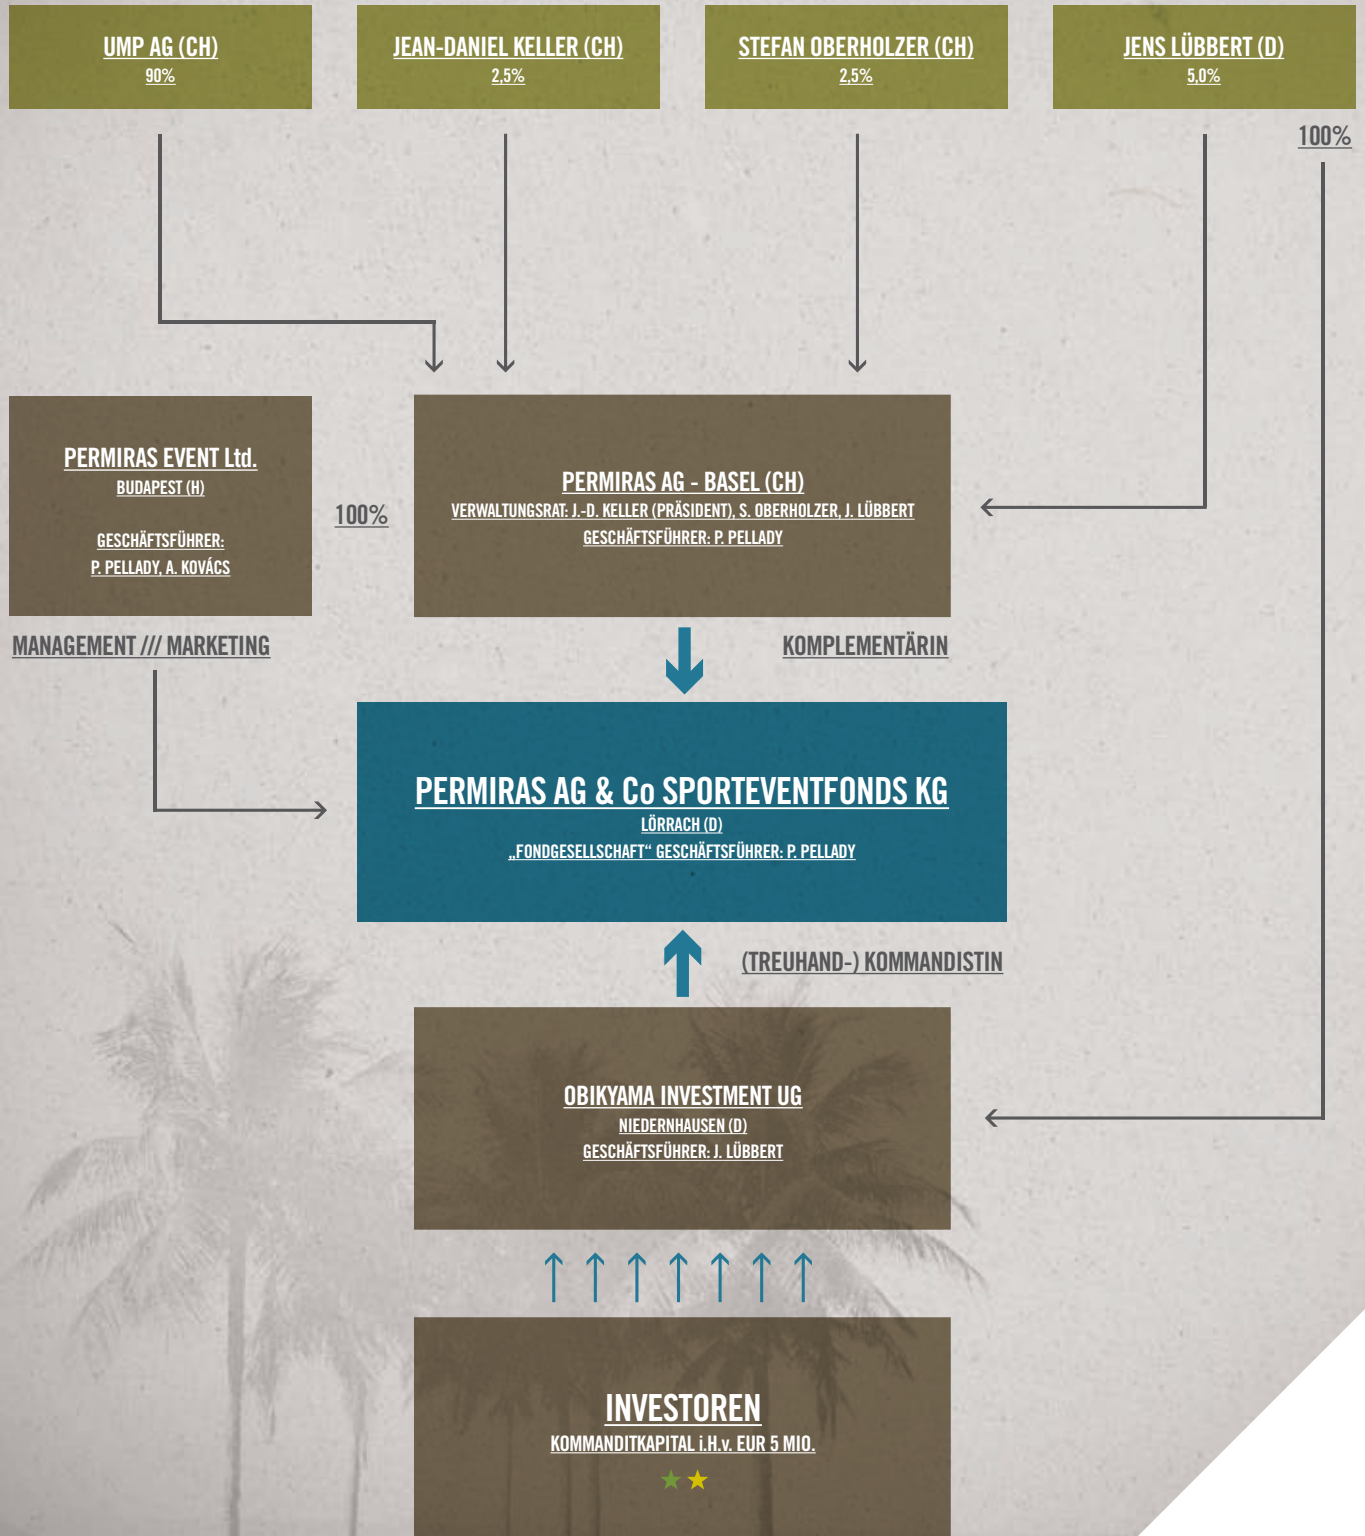 UMP AG (CH)
90%
JEAN-DANIEL KELLER (CH)
2,5%
STEFAN OBERHOLZER (CH)
2,5%
JENS LÜBBERT (D)
5,0%
100%
PERMIRAS EVENT Ltd.
BUDAPEST (H)
GESCHÄFTSFÜHRER:
P. PELLADY, A. KOVÁCS
100%
PERMIRAS AG - BASEL (CH)
VERWALTUNGSRAT: J.-D. KELLER (PRÄSIDENT), S. OBERHOLZER, J. LÜBBERT
GESCHÄFTSFÜHRER: P. PELLADY
MANAGEMENT /// MARKETING
KOMPLEMENTÄRIN
PERMIRAS AG & Co SPORTEVENTFONDS KG
LÖRRACH (D)
„FONDGESELLSCHAFT“ GESCHÄFTSFÜHRER: P. PELLADY
(TREUHAND-) KOMMANDISTIN
OBIKYAMA INVESTMENT UG
NIEDERNHAUSEN (D)
GESCHÄFTSFÜHRER: J. LÜBBERT
INVESTOREN
KOMMANDITKAPITAL i.H.v. EUR 5 MIO.